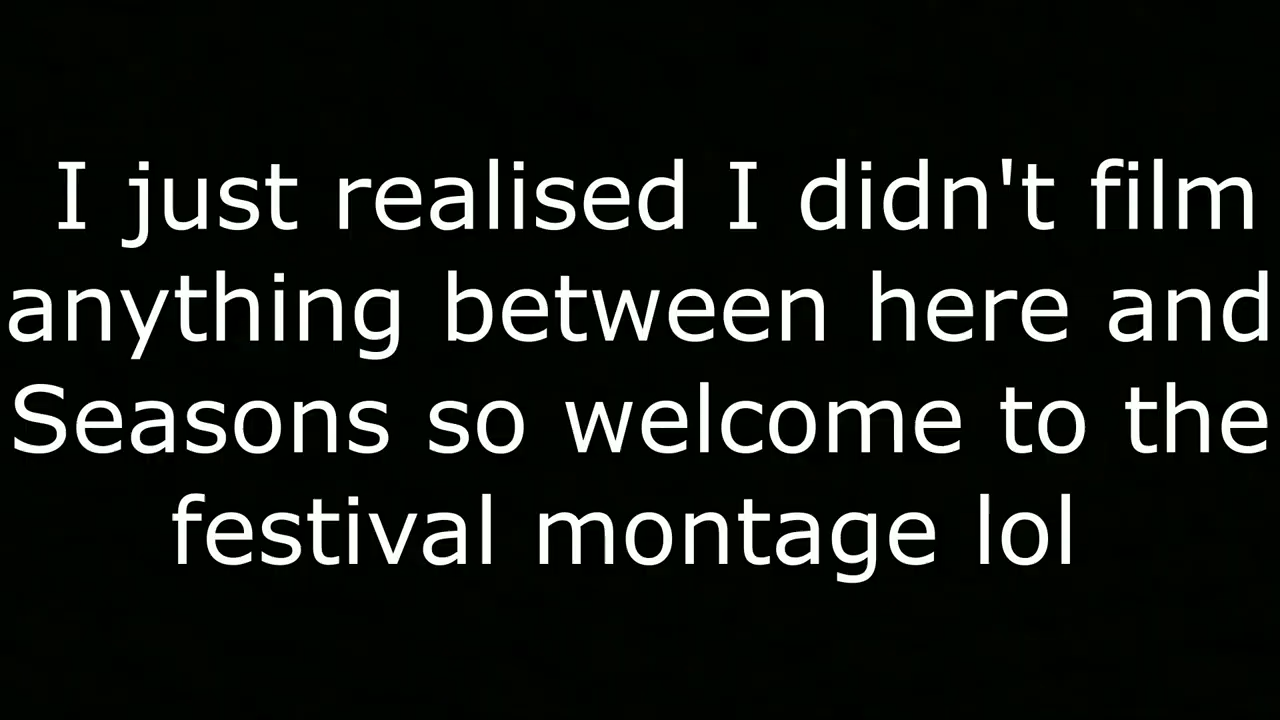 I just realised I didn't film
anything between here and
Seasons so welcome to the
festival montage lol